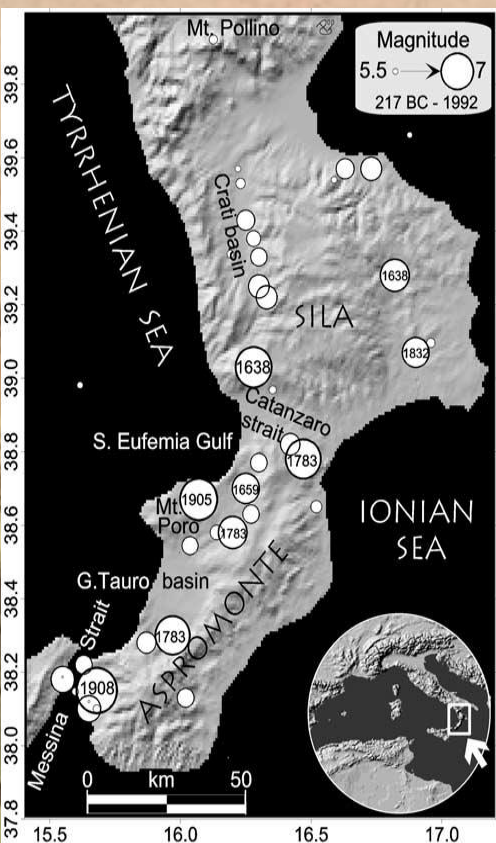 Mt. Pollino
Magnitude
5.5
7
217 BC - 1992
TYRRHENIAN SEA
Crati basin
1638
SILA
1832
1638
Catanzaro
strait
S. Eufemia Gulf
1783
1659
1905
Mt.
Poro
1783
IONIAN
SEA
G.Tauro basin
ASPROMONTE
1783
Strait
1908
Messina
0 km 50
39.8
39.6
39.4
39.2
39.0
38.8
38.6
38.4
38.2
38.0
37.8
15.5 16.0 16.5 17.0